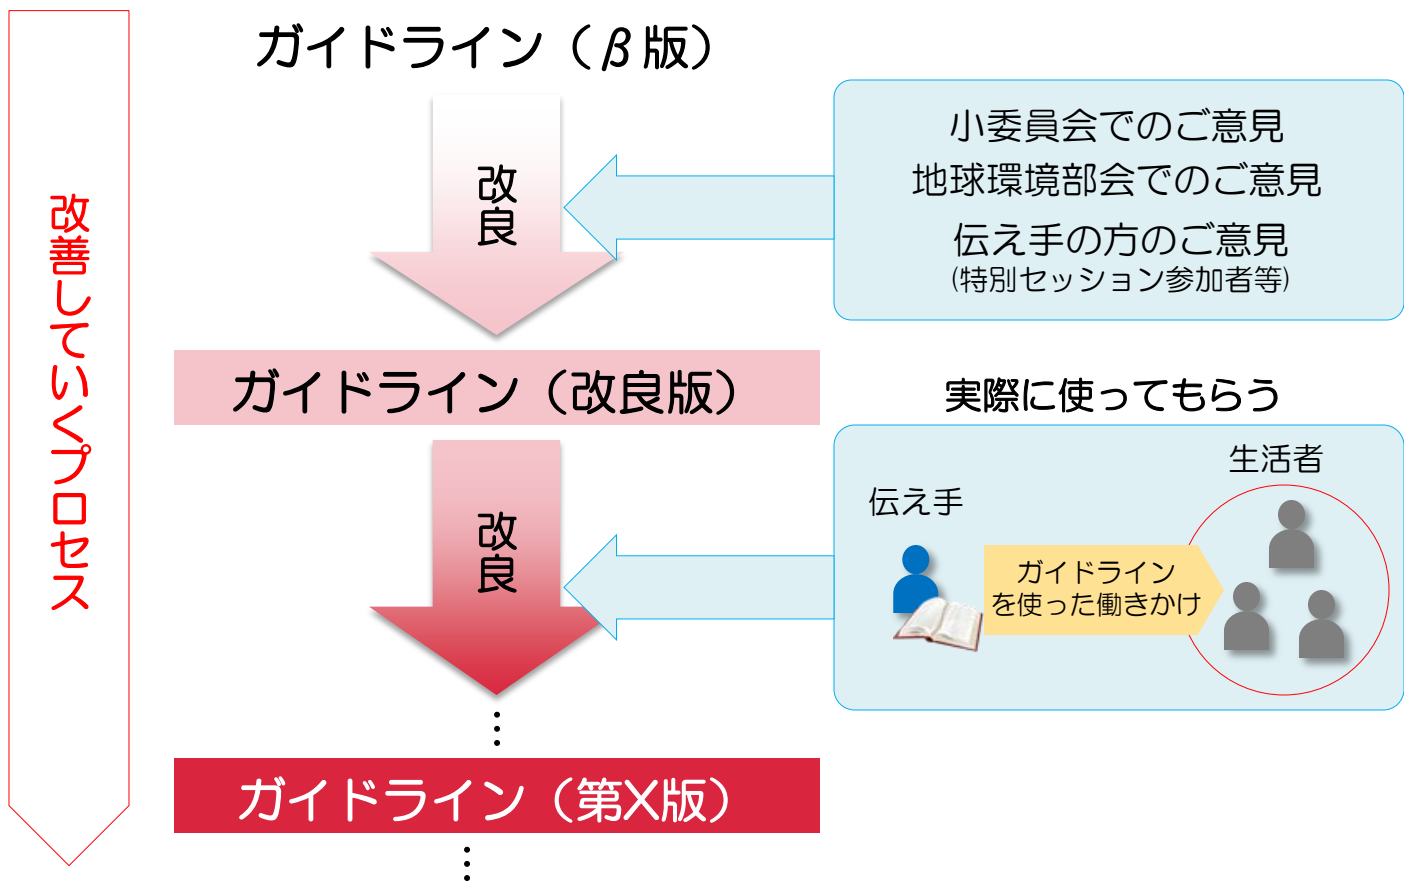 改善していくプロセス
ガイドライン（β版）
改良
小委員会でのご意見
地球環境部会でのご意見
伝え手の方のご意見
(特別セッション参加者等)
ガイドライン（改良版）
改良
実際に使ってもらう
生活者
伝え手
ガイドライン
を使った働きかけ
⋮
ガイドライン（第X版）
⋮